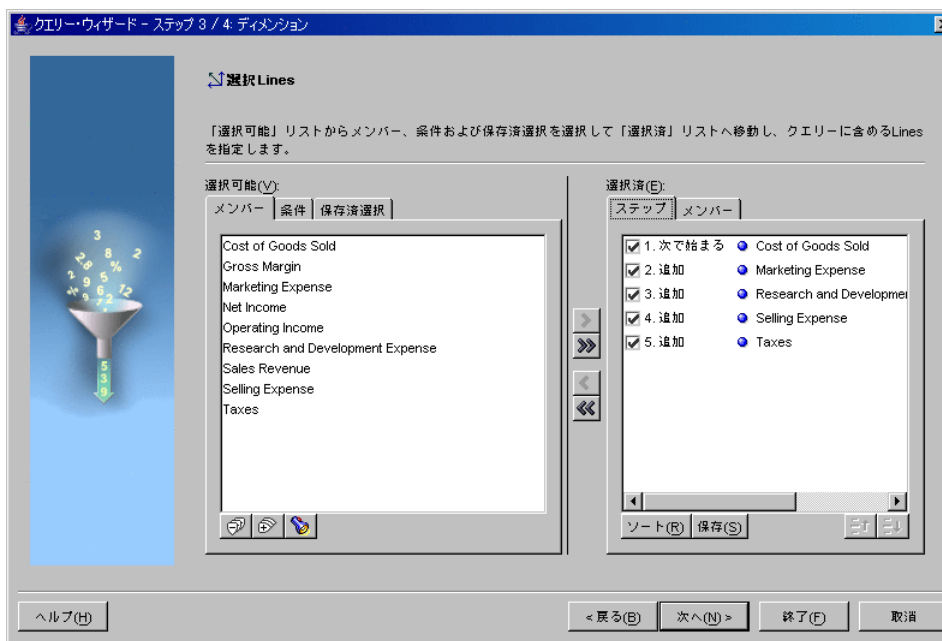 クエリー・ウィザード - ステップ 3 / 4: ディメンション
選択Lines
「選択可能」リストからメンバー、条件および保存済選択を選択して「選択済」リストへ移動し、クエリーに含めるLines
を指定します。
選択可能(V):
メンバー 条件 保存済選択
Cost of Goods Sold
Gross Margin
Marketing Expense
Net Income
Operating Income
Research and Development Expense
Sales Revenue
Selling Expense
Taxes
選択済(E):
ステップ メンバー
1. 次で始まる Cost of Goods Sold
2. 追加 Marketing Expense
3. 追加 Research and Developme
4. 追加 Selling Expense
5. 追加 Taxes
ソート(R) 保存(S)
ヘルプ(H) < 戻る(B) 次へ(N) > 終了(F) 取消